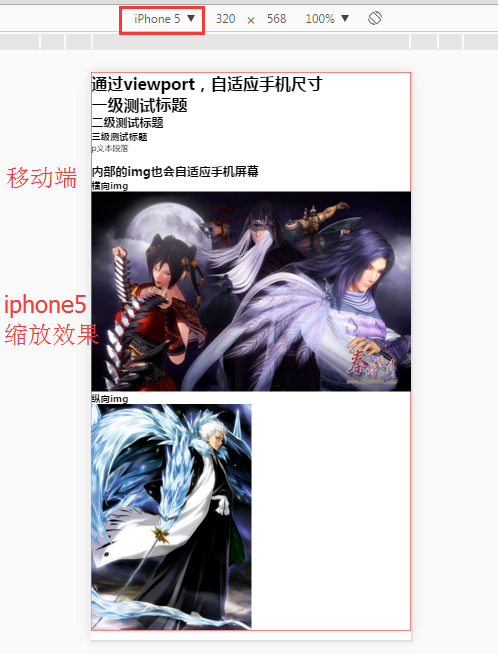 iPhone 5 ▼ 320 × 568 100% ▼
通过viewport，自适应手机尺寸
一级测试标题
二级测试标题
三级测试标题
p文本段落
移动端
内部的img也会自适应手机屏幕
横向img
iphone5
缩放效果
纵向img